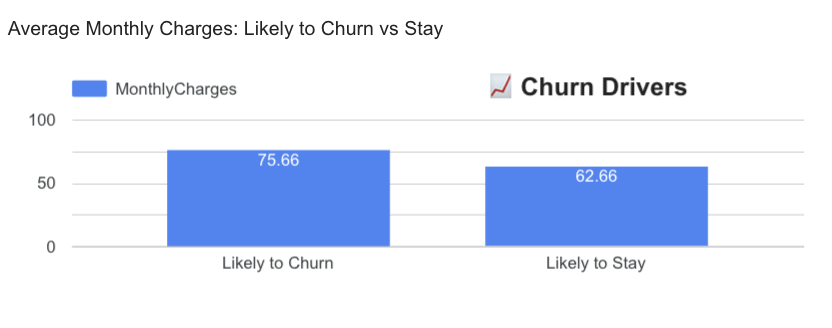 Average Monthly Charges: Likely to Churn vs Stay
MonthlyCharges
📈 Churn Drivers
100
50
0
75.66
62.66
Likely to Churn
Likely to Stay